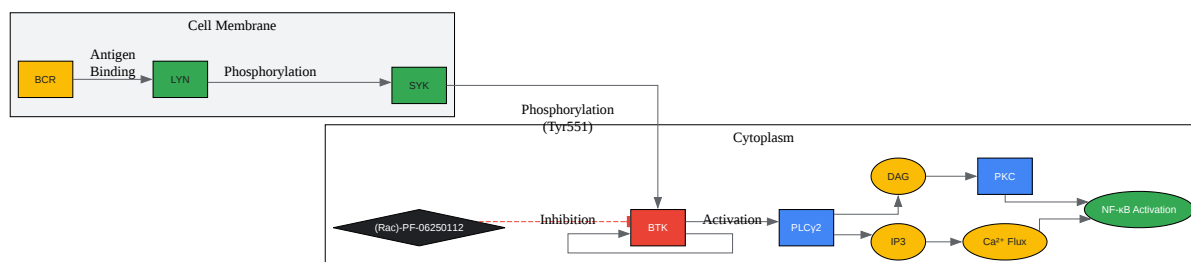 Cell Membrane
BCR
Antigen
Binding
LYN
Phosphorylation
SYK
Phosphorylation
(Tyr551)
Cytoplasm
(Rac)-PF-06250112
Inhibition
BTK
Activation
PLCγ2
DAG
PKC
IP3
Ca²⁺ Flux
NF-κB Activation